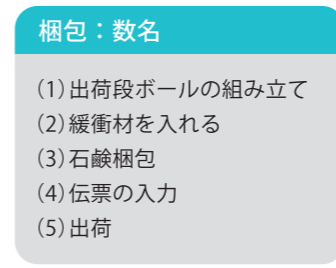 梱包：数名
(1)出荷段ボールの組み立て
(2)緩衝材を入れる
(3)石鹸梱包
(4)伝票の入力
(5)出荷